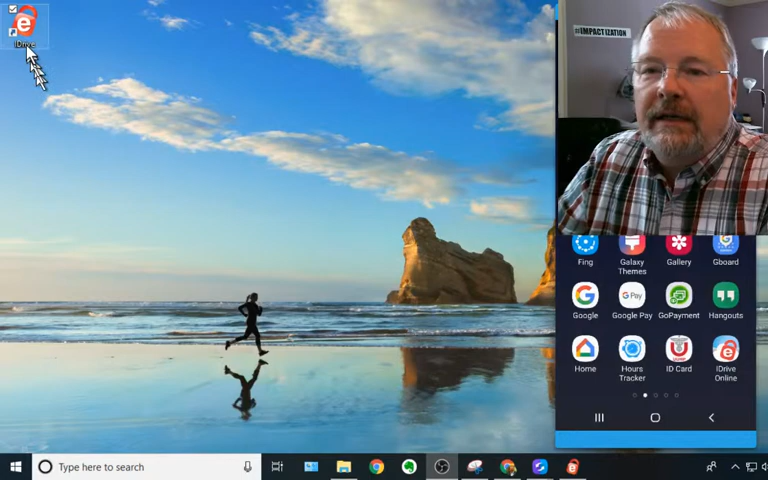 IDrive
#IMPACTIZATION
Fing
Galaxy
Themes
Gallery
Gboard
G Pay
Google
Google Pay
GoPayment
Hangouts
Home
Hours
Tracker
ID Card
IDrive
Online
Type here to search